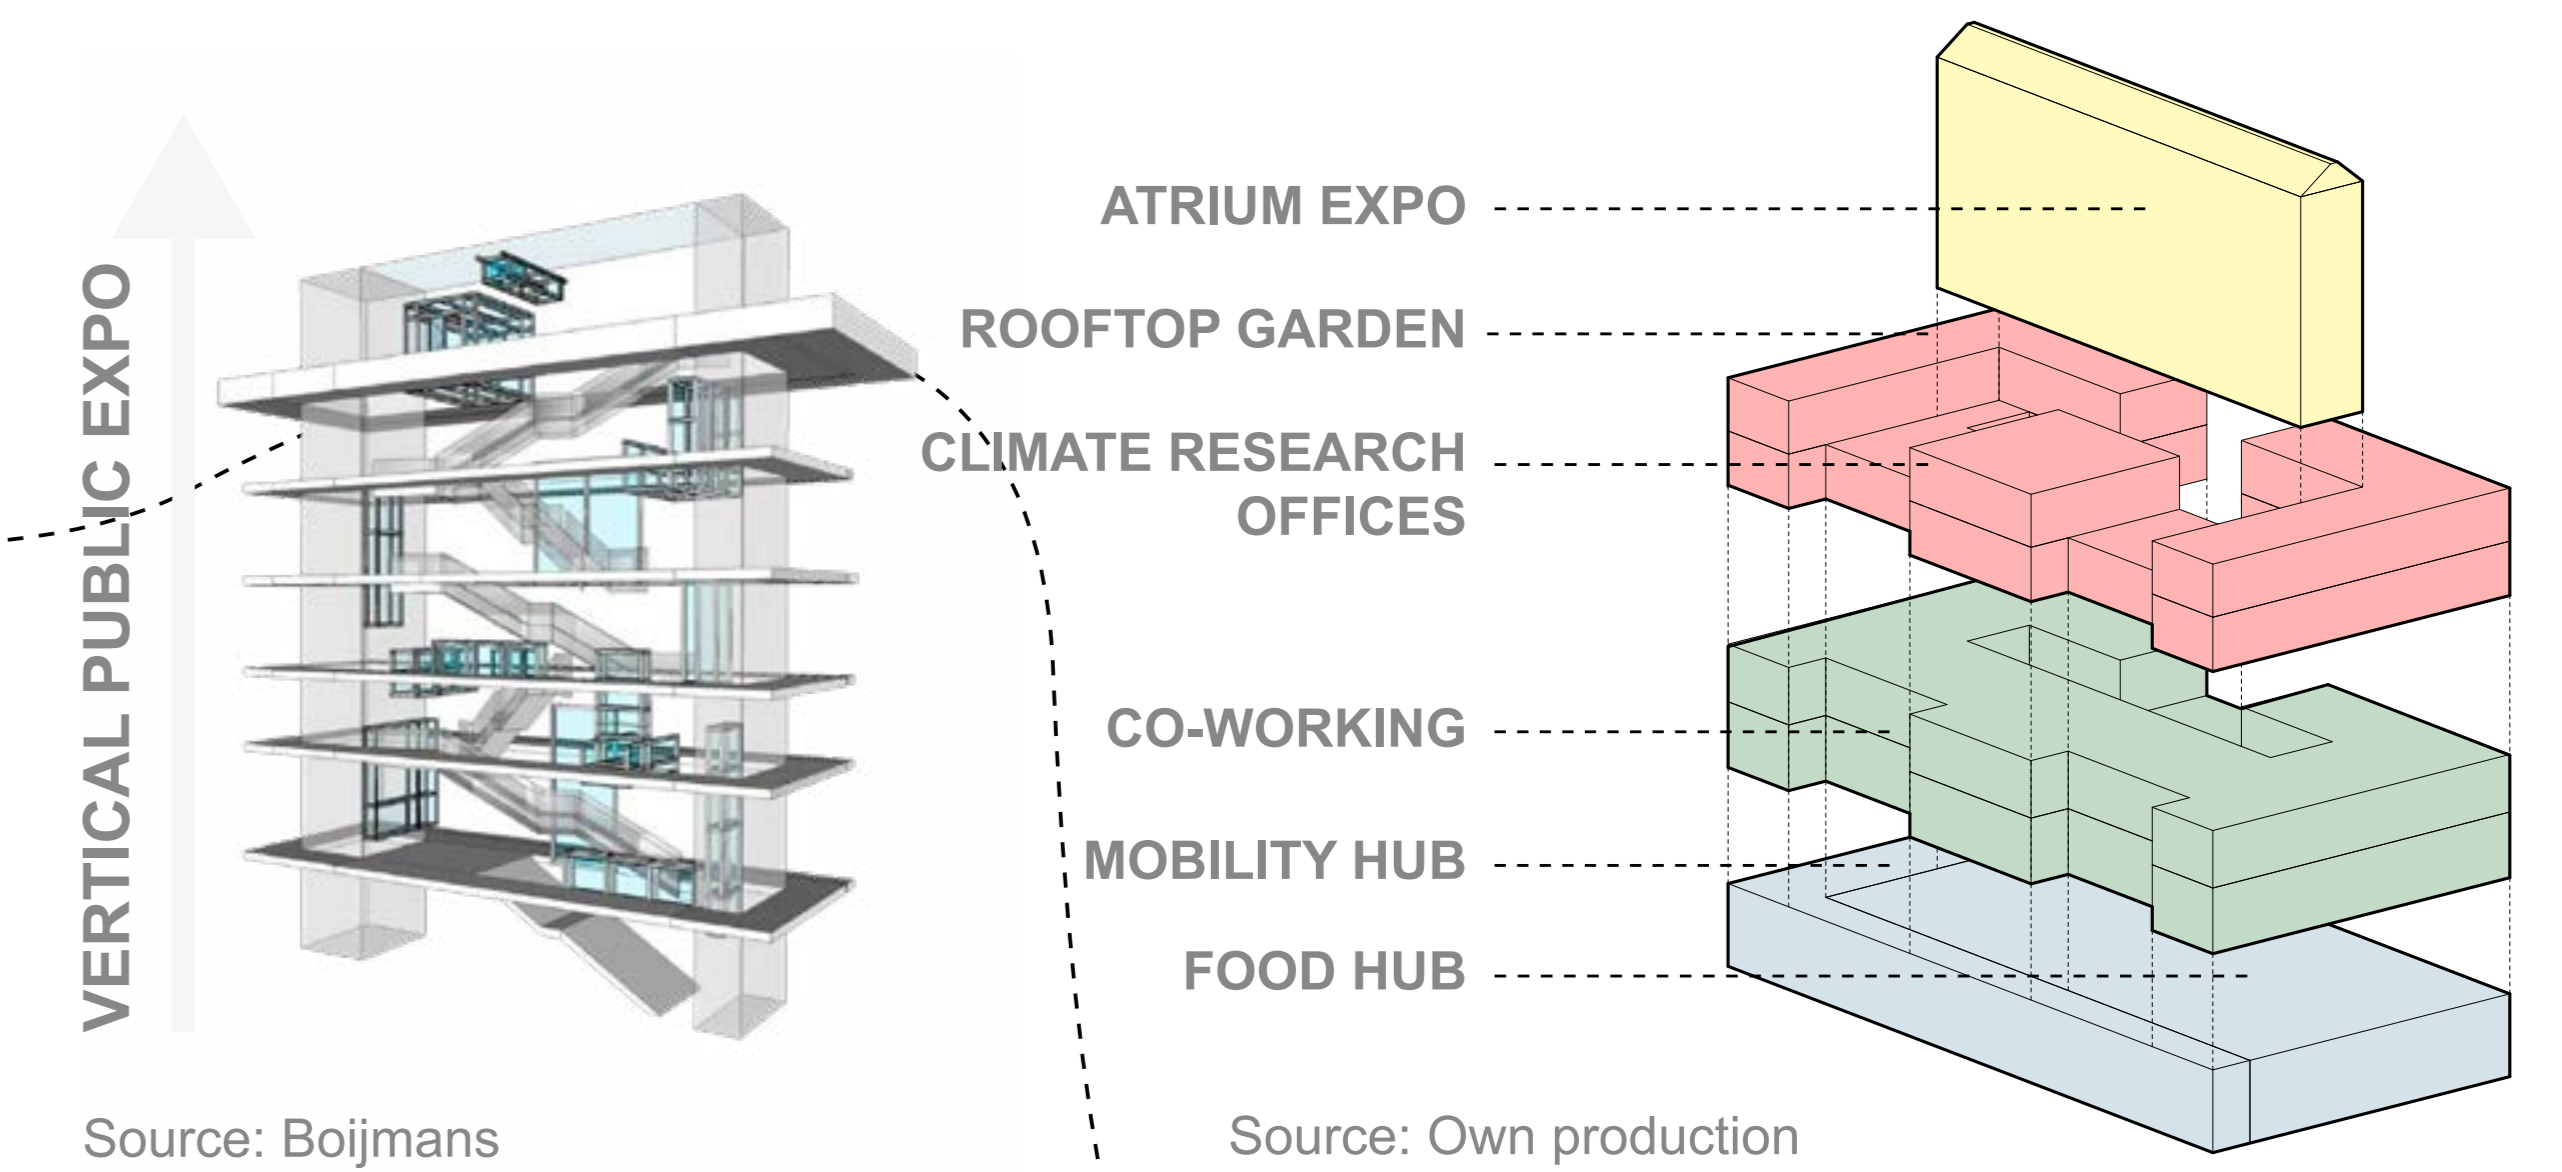 VERTICAL PUBLIC EXPO
ATRIUM EXPO
ROOFTOP GARDEN
CLIMATE RESEARCH
OFFICES
CO-WORKING
MOBILITY HUB
FOOD HUB
Source: Boijmans
Source: Own production